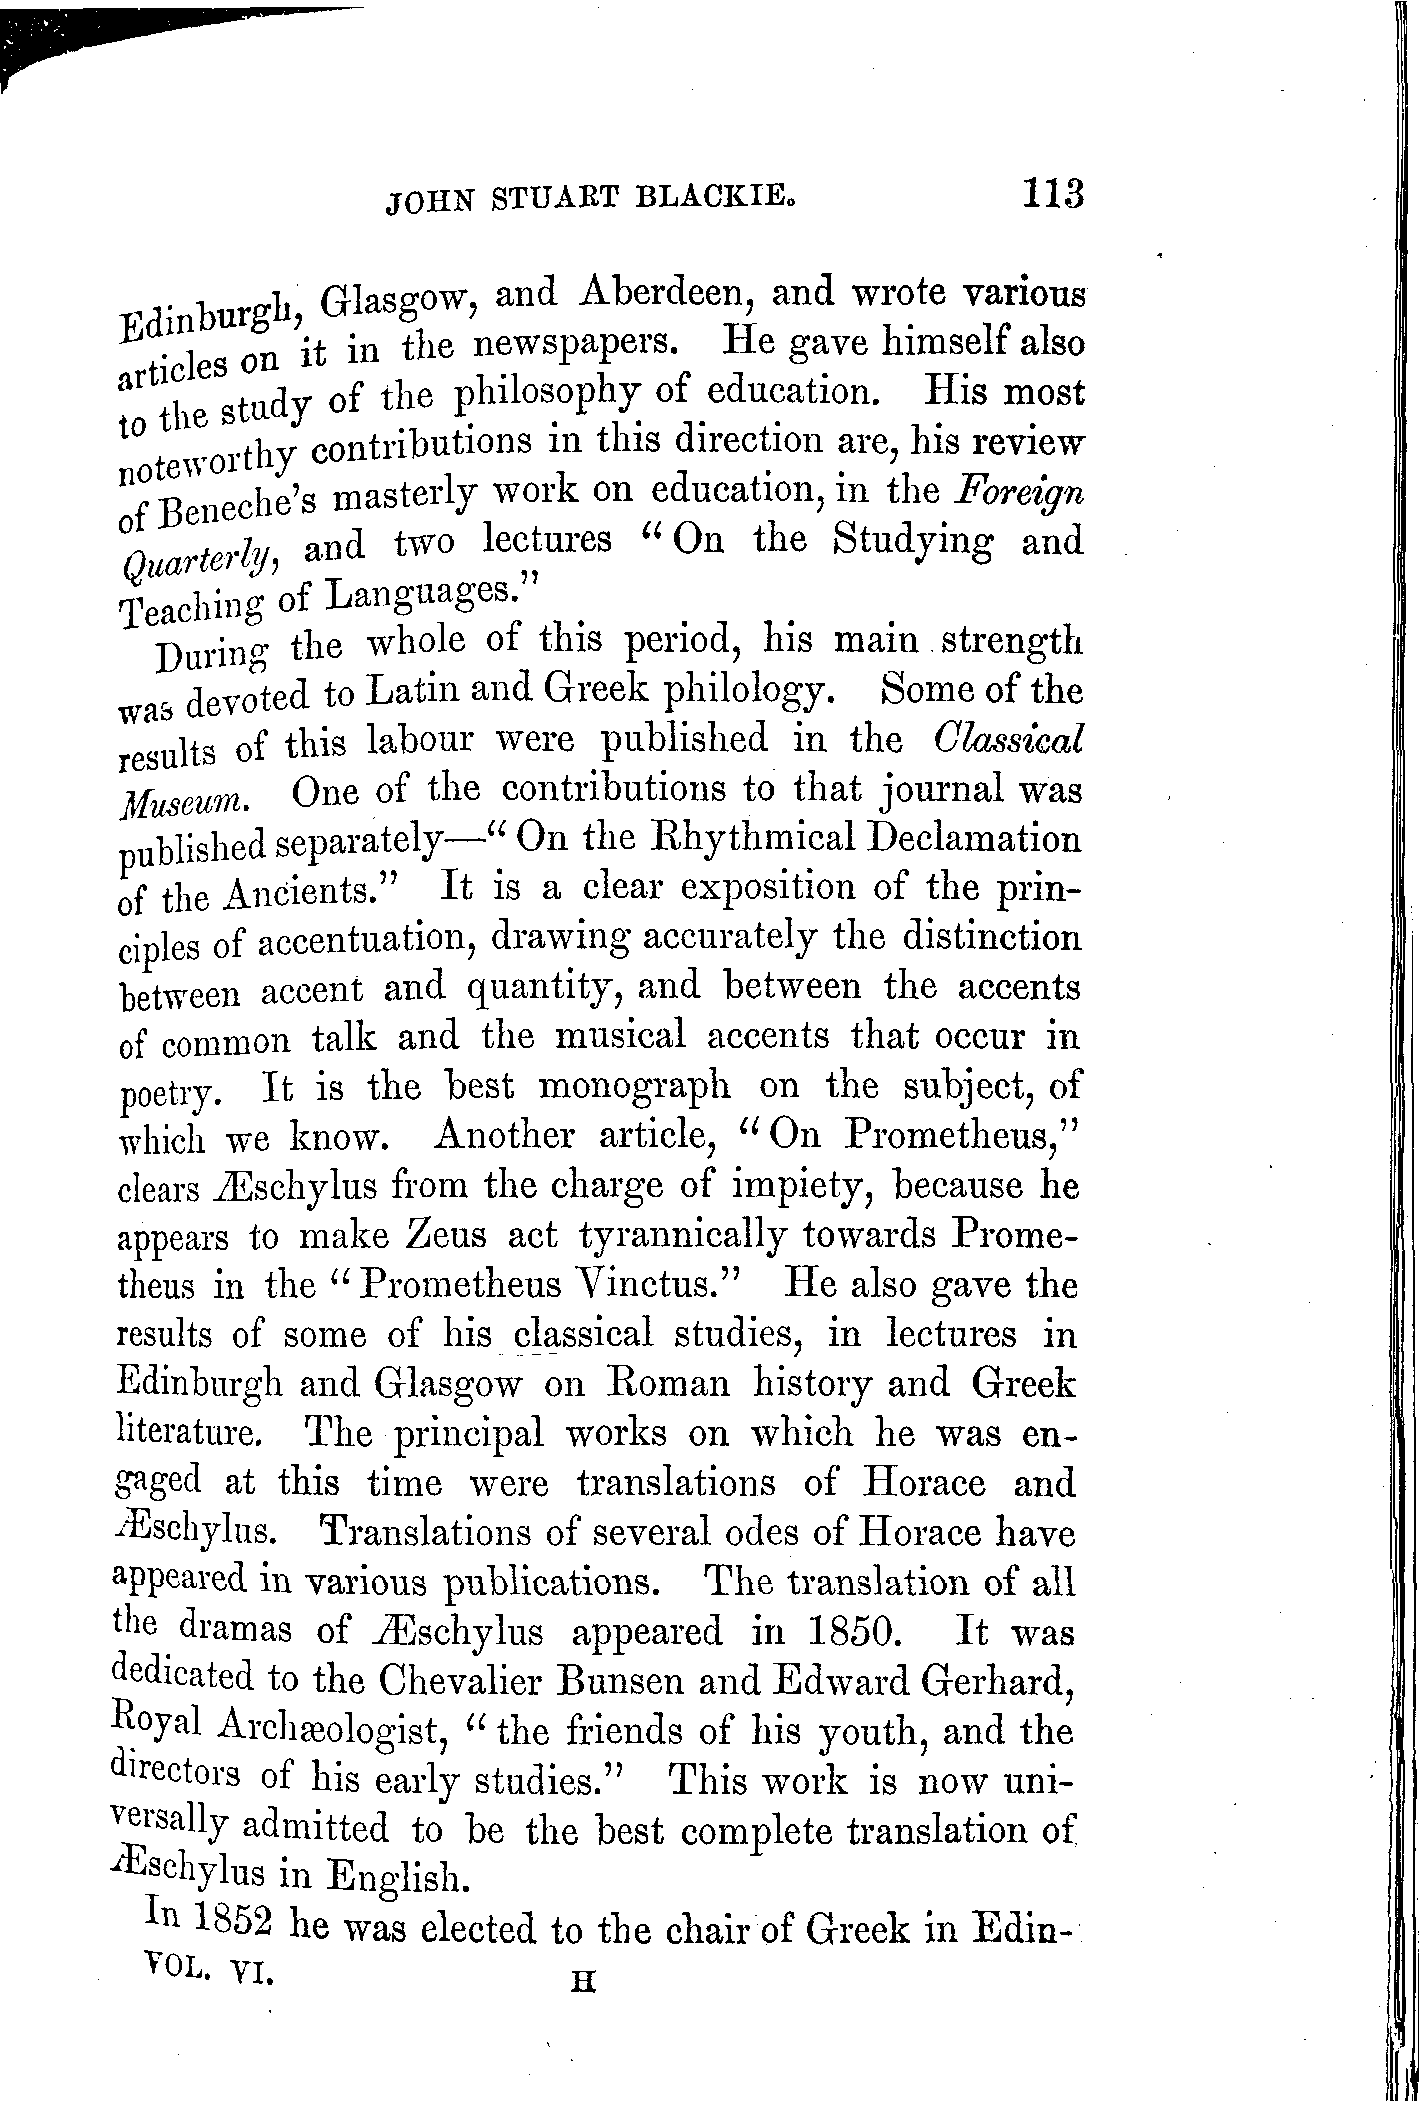 JOHN STUART BLACKIE. 113
Edinburgh, Glasgow, and Aberdeen, and wrote various
articles on it in the newspapers. He gave himself also
to the study of the philosophy of education. His most
noteworthy contributions in this direction are, his review
of Beneche's masterly work on education, in the Foreign
Quarterly, and two lectures "On the Studying and
Teaching of Languages."
During the whole of this period, his main strength
was devoted to Latin and Greek philology. Some of the
results of this labour were published in the Classical
Museum. One of the contributions to that journal was
published separately—"On the Rhythmical Declamation
of the Ancients." It is a clear exposition of the prin-
ciples of accentuation, drawing accurately the distinction
between accent and quantity, and between the accents
of common talk and the musical accents that occur in
poetry. It is the best monograph on the subject, of
which we know. Another article, "On Prometheus,"
clears Æschylus from the charge of impiety, because he
appears to make Zeus act tyrannically towards Prome-
theus in the "Prometheus Vinctus." He also gave the
results of some of his classical studies, in lectures in
Edinburgh and Glasgow on Roman history and Greek
literature. The principal works on which he was en-
gaged at this time were translations of Horace and
Æschylus. Translations of several odes of Horace have
appeared in various publications. The translation of all
the dramas of Æschylus appeared in 1850. It was
dedicated to the Chevalier Bunsen and Edward Gerhard,
Royal Archæologist, "the friends of his youth, and the
directors of his early studies." This work is now uni-
versally admitted to be the best complete translation of
Æschylus in English.
In 1852 he was elected to the chair of Greek in Edin-
VOL. VI. H